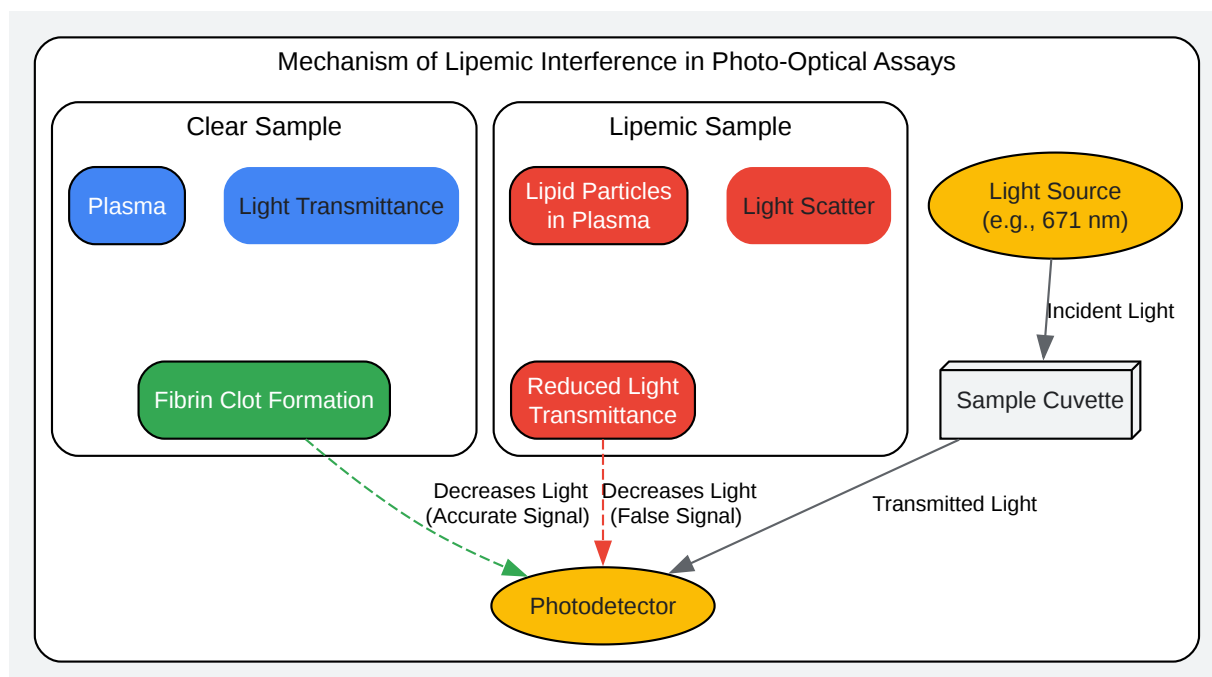 Mechanism of Lipemic Interference in Photo-Optical Assays
Clear Sample
Plasma
Light Transmittance
Fibrin Clot Formation
Lipemic Sample
Lipid Particles
in Plasma
Light Scatter
Reduced Light
Transmittance
Light Source
(e.g., 671 nm)
Incident Light
Sample Cuvette
Decreases Light
(Accurate Signal)
Decreases Light
(False Signal)
Transmitted Light
Photodetector